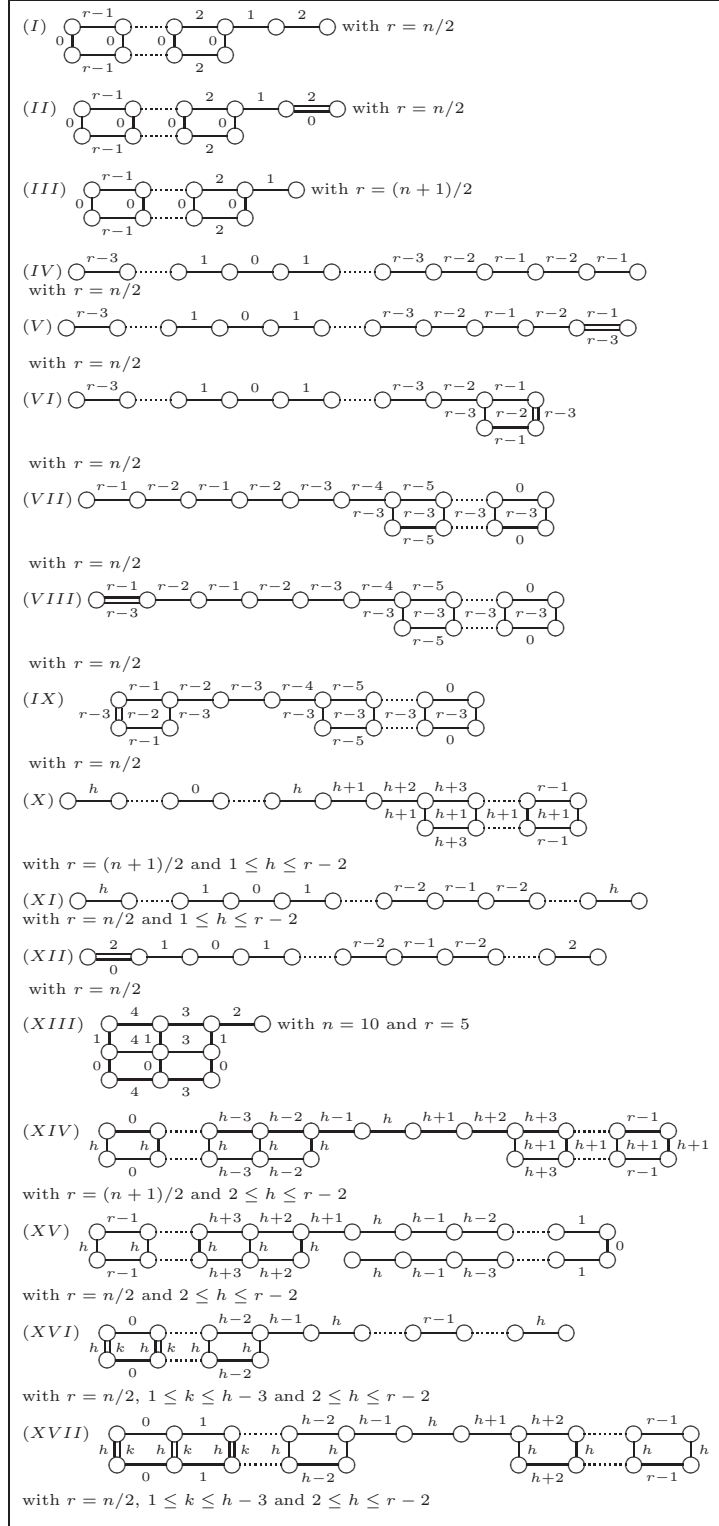 r−1 2 1 2
(I) with r = n/2
0 0 0 0
r−1 2
r−1 2 1 2
(II) with r = n/2
0 0 0 0 0
r−1 2
r−1 2 1
(III) with r = (n + 1)/2
0 0 0 0
r−1 2
r−3 1 0 1 r−3 r−2 r−1 r−2 r−1
(IV)
with r = n/2
r−3 1 0 1 r−3 r−2 r−1 r−2 r−1
(V)
r−3
with r = n/2
r−3 1 0 1 r−3 r−2 r−1
(VI)
r−3 r−2 r−3
r−1
with r = n/2
r−1 r−2 r−1 r−2 r−3 r−4 r−5 0
(VII)
r−3 r−3 r−3 r−3
r−5 0
with r = n/2
r−1 r−2 r−1 r−2 r−3 r−4 r−5 0
(VIII)
r−3 r−3 r−3 r−3 r−3
r−5 0
with r = n/2
r−1 r−2 r−3 r−4 r−5 0
(IX)
r−3 r−2 r−3 r−3 r−3 r−3 r−3
r−1 r−5 0
with r = n/2
h 0 h h+1 h+2 h+3 r−1
(X)
h+1 h+1 h+1 h+1
h+3 r−1
with r = (n + 1)/2 and 1 ≤ h ≤ r − 2
h 1 0 1 r−2 r−1 r−2 h
(XI)
with r = n/2 and 1 ≤ h ≤ r − 2
2 1 0 1 r−2 r−1 r−2 2
(XII)
0
with r = n/2
4 3 2
(XIII) with n = 10 and r = 5
1 4 1 3 1
0 0 0
4 3
0 h−3 h−2 h−1 h h+1 h+2 h+3 r−1
(XIV)
h h h h h h+1 h+1 h+1 h+1
0 h−3 h−2 h+3 r−1
with r = (n + 1)/2 and 2 ≤ h ≤ r − 2
r−1 h+3 h+2 h+1 h h−1 h−2 1
(XV)
h h h h h 0
r−1 h+3 h+2 h h−1 h−3 1
with r = n/2 and 2 ≤ h ≤ r − 2
0 h−2 h−1 h r−1 h
(XVI)
h k h k h h
0 h−2
with r = n/2, 1 ≤ k ≤ h − 3 and 2 ≤ h ≤ r − 2
0 1 h−2 h−1 h h+1 h+2 r−1
(XVII)
h k h k h k h h h h h h
0 1 h−2 h+2 r−1
with r = n/2, 1 ≤ k ≤ h − 3 and 2 ≤ h ≤ r − 2